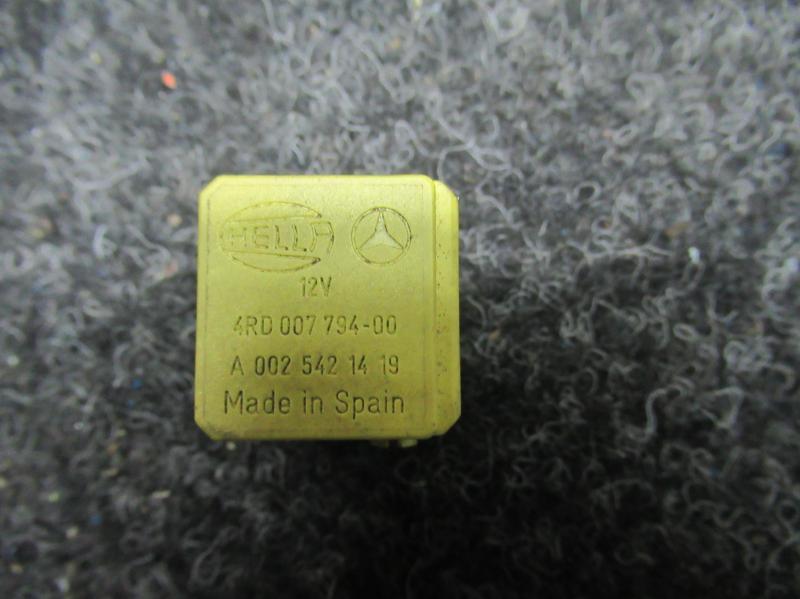 HELLA
12V
4RD 007 794-00
A 002 542 14 19
Made in Spain